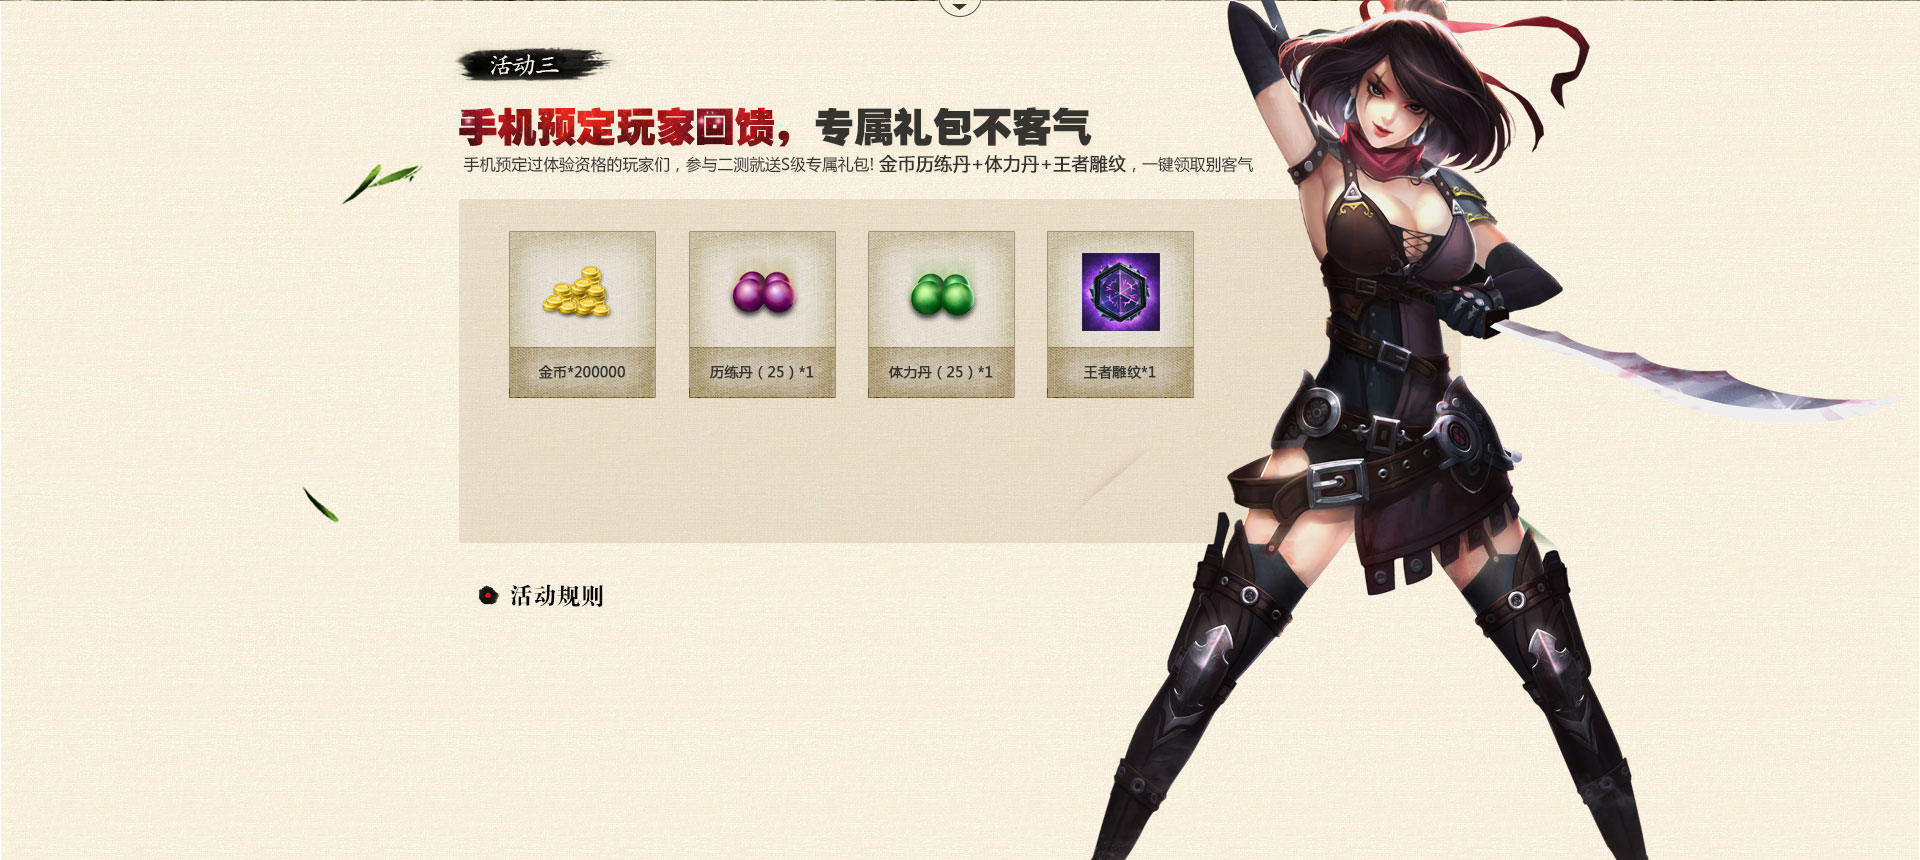 活动三
手机预定玩家回馈，专属礼包不客气
手机预定过体验资格的玩家们，参与二测就送S级专属礼包! 金币历练丹+体力丹+王者雕纹，一键领取别客气
金币*200000
历练丹（25）*1
体力丹（25）*1
王者雕纹*1
活动规则